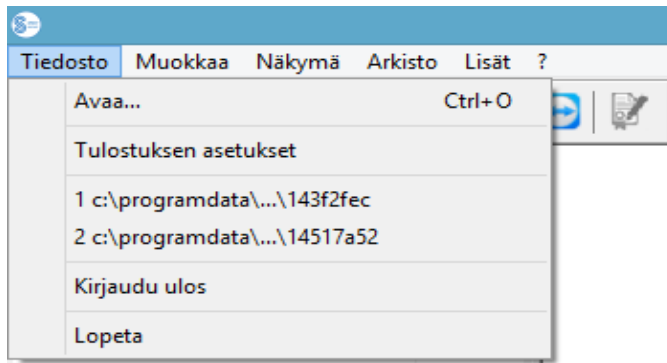 Tiedosto Muokkaa Näkymä Arkisto Lisät ?
Avaa... Ctrl+O
Tulostuksen asetukset
1 c:\programdata\...\143f2fec
2 c:\programdata\...\14517a52
Kirjaudu ulos
Lopeta